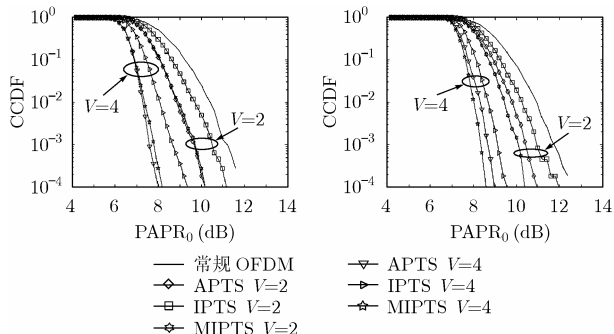 10^0
10^-1
10^-2
10^-3
10^-4
CCDF
V=4
V=2
4 6 8 10 12 14
PAPR₀ (dB)
10^0
10^-1
10^-2
10^-3
10^-4
CCDF
V=4
V=2
4 6 8 10 12 14
PAPR₀ (dB)
常规 OFDM
APTS V=2
IPTS V=2
MIPTS V=2
APTS V=4
IPTS V=4
MIPTS V=4